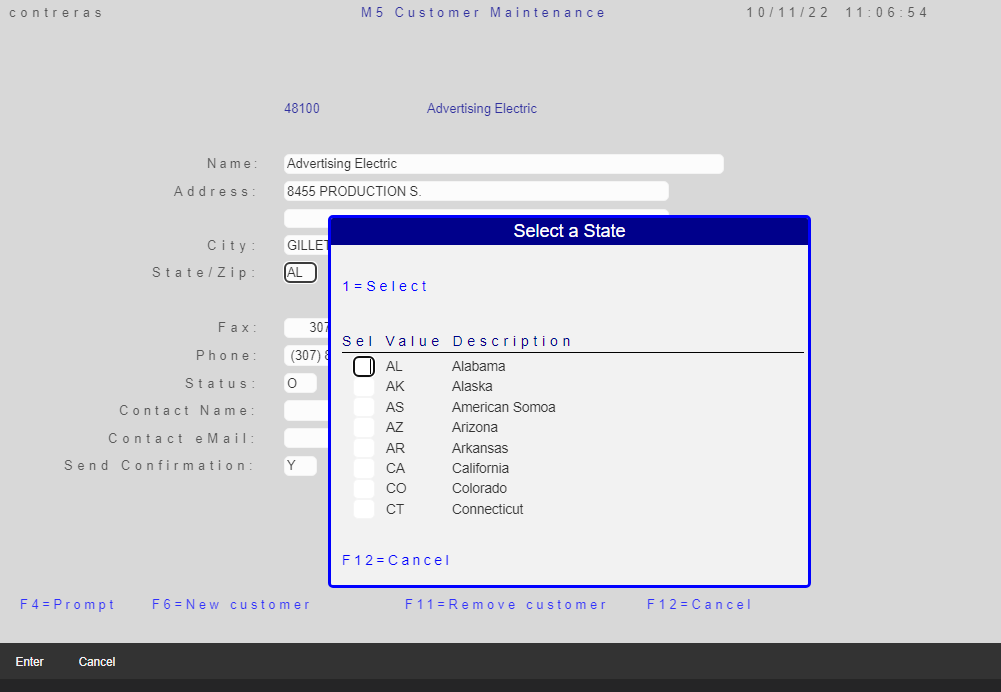 contreras M5 Customer Maintenance 10/11/22 11:06:54
48100 Advertising Electric
Name: Advertising Electric
Address: 8455 PRODUCTION S.
City: GILLET
State/Zip: AL
Fax: 307
Phone: (307) 8
Status: O
Contact Name:
Contact eMail:
Send Confirmation: Y
Select a State
1=Select
Sel Value Description
AL Alabama
AK Alaska
AS American Somoa
AZ Arizona
AR Arkansas
CA California
CO Colorado
CT Connecticut
F12=Cancel
F4=Prompt F6=New customer F11=Remove customer F12=Cancel
Enter Cancel